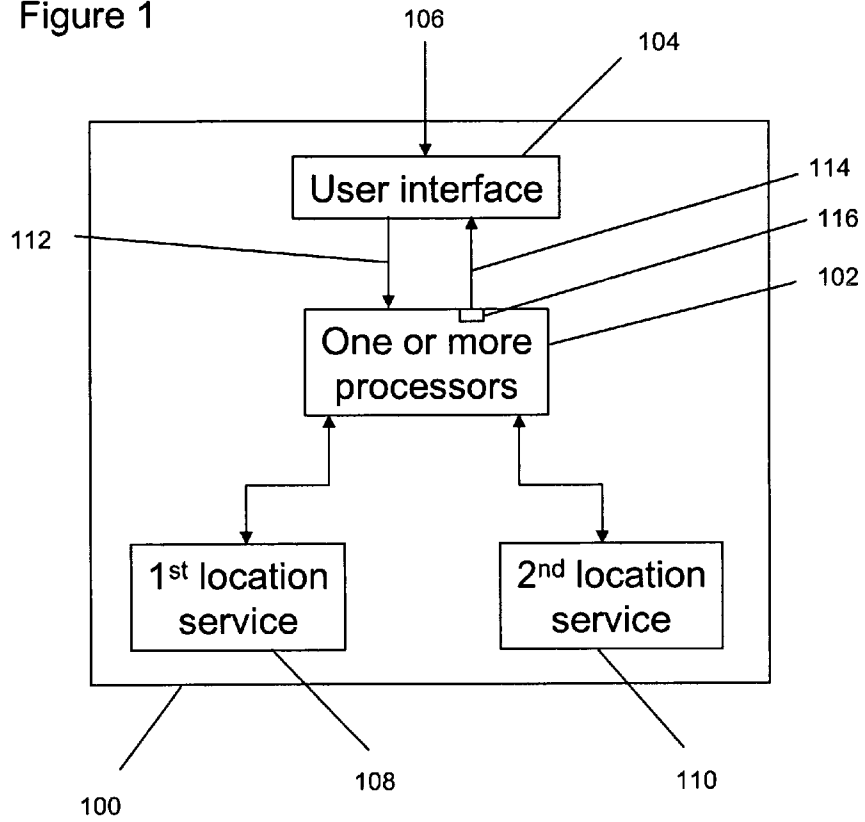 Figure 1
106
104
User interface
114
116
112
102
One or more
processors
1st location
service
2nd location
service
108
110
100